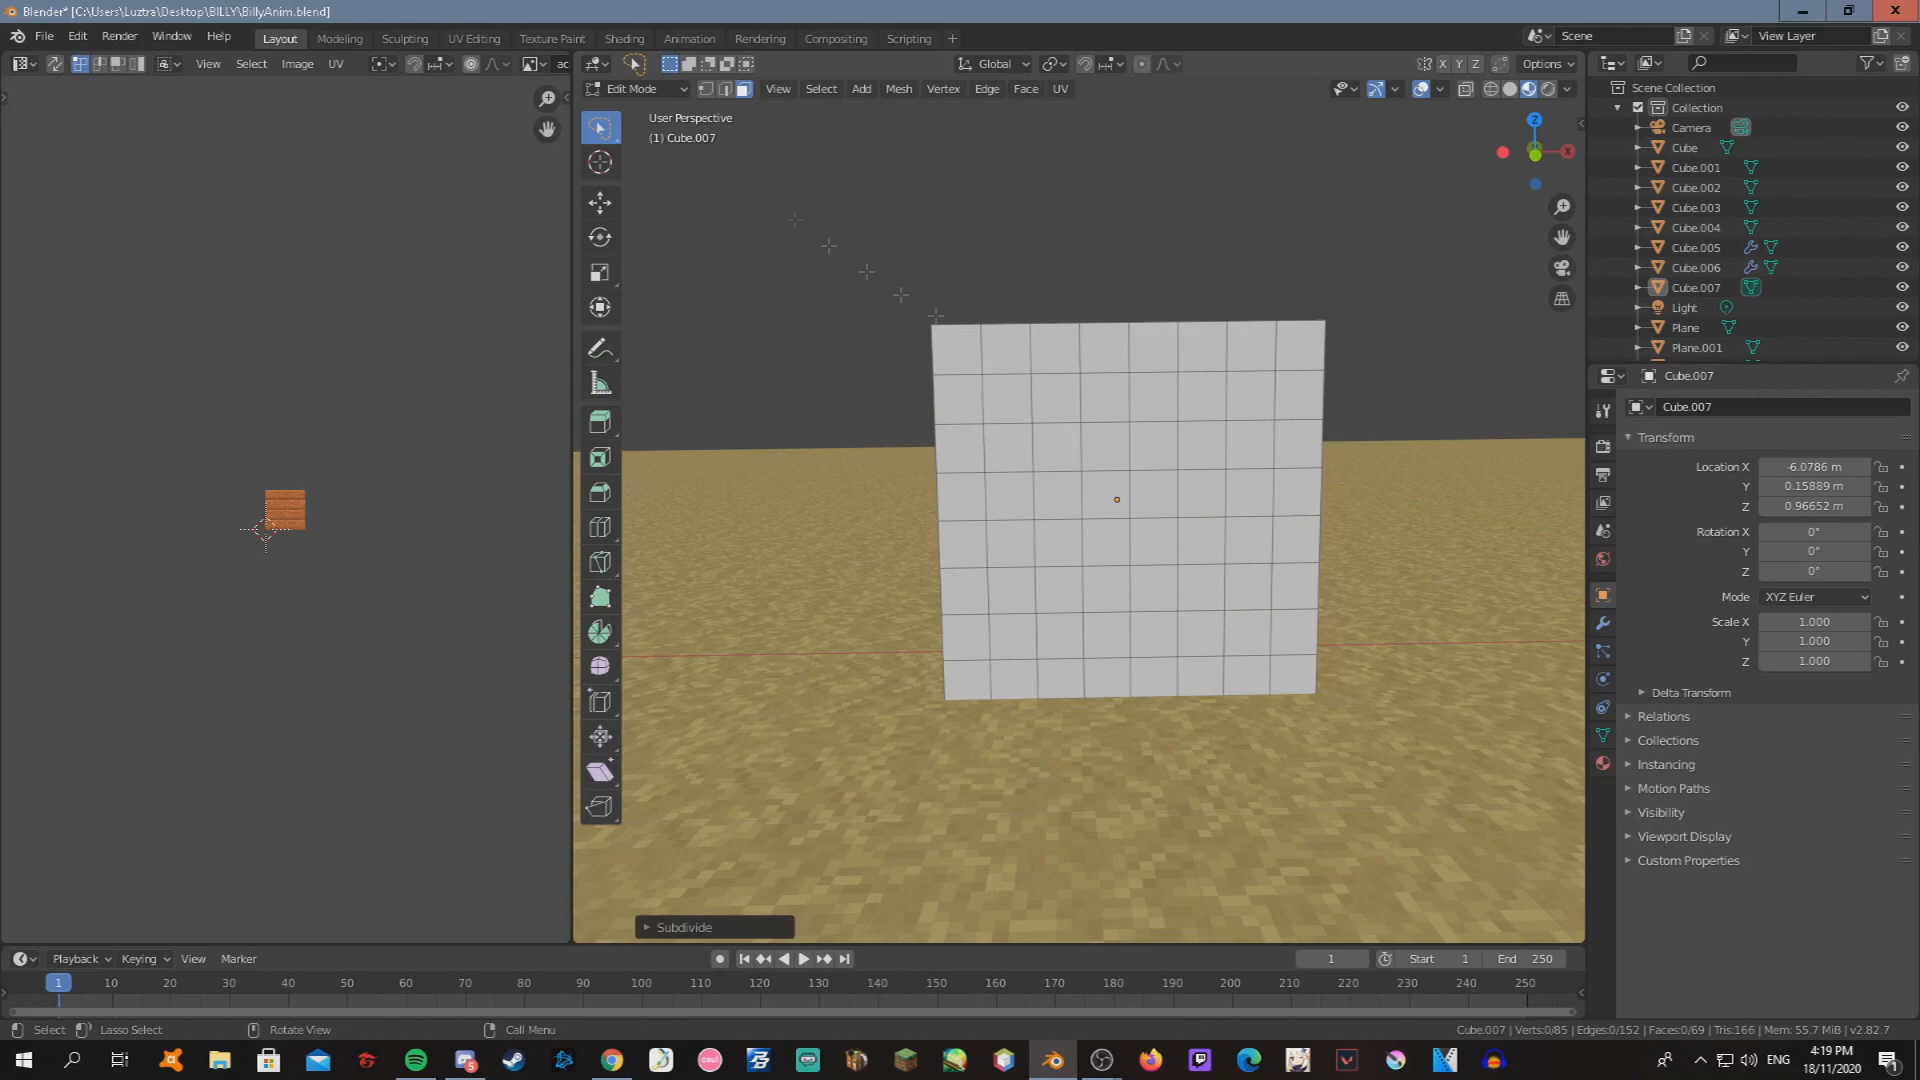 Blender* [C:\Users\Luztra\Desktop\BILLY\BillyAnim.blend]
File Edit Render Window Help Layout Modeling Sculpting UV Editing Texture Paint Shading Animation Rendering Compositing Scripting + Scene View Layer
View Select Image UV ac Global X Y Z Options
Edit Mode View Select Add Mesh Vertex Edge Face UV
User Perspective
(1) Cube.007
Z
X
Scene Collection
Collection
Camera
Cube
Cube.001
Cube.002
Cube.003
Cube.004
Cube.005
Cube.006
Cube.007
Light
Plane
Plane.001
Cube.007
Cube.007
Transform
Location X -6.0786 m
Y 0.15889 m
Z 0.96652 m
Rotation X 0°
Y 0°
Z 0°
Mode XYZ Euler
Scale X 1.000
Y 1.000
Z 1.000
Delta Transform
Relations
Collections
Instancing
Motion Paths
Visibility
Viewport Display
Custom Properties
Subdivide
Playback Keying View Marker 1 Start 1 End 250
1 10 20 30 40 50 60 70 80 90 100 110 120 130 140 150 160 170 180 190 200 210 220 230 240 250
Select Lasso Select Rotate View Call Menu Cube.007 | Verts:0/85 | Edges:0/152 | Faces:0/69 | Tris:166 | Mem: 55.7 MiB | v2.82.7
ENG 4:19 PM
18/11/2020